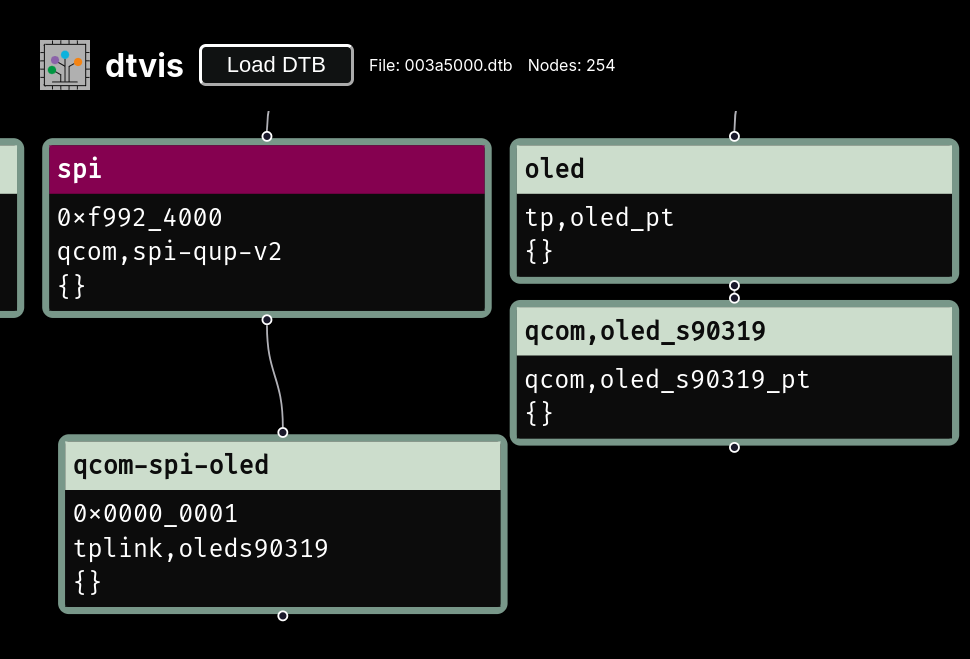 dtvis
Load DTB
File: 003a5000.dtb
Nodes: 254
spi
0×f992_4000
qcom,spi-qup-v2
{}
oled
tp,oled_pt
{}
qcom,oled_s90319
qcom,oled_s90319_pt
{}
qcom-spi-oled
0×0000_0001
tplink,oleds90319
{}